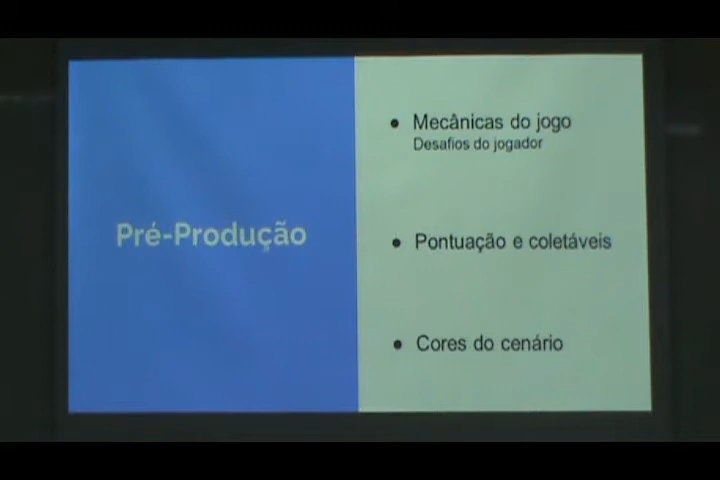 Pré-Produção
● Mecânicas do jogo
Desafios do jogador
● Pontuação e coletáveis
● Cores do cenário